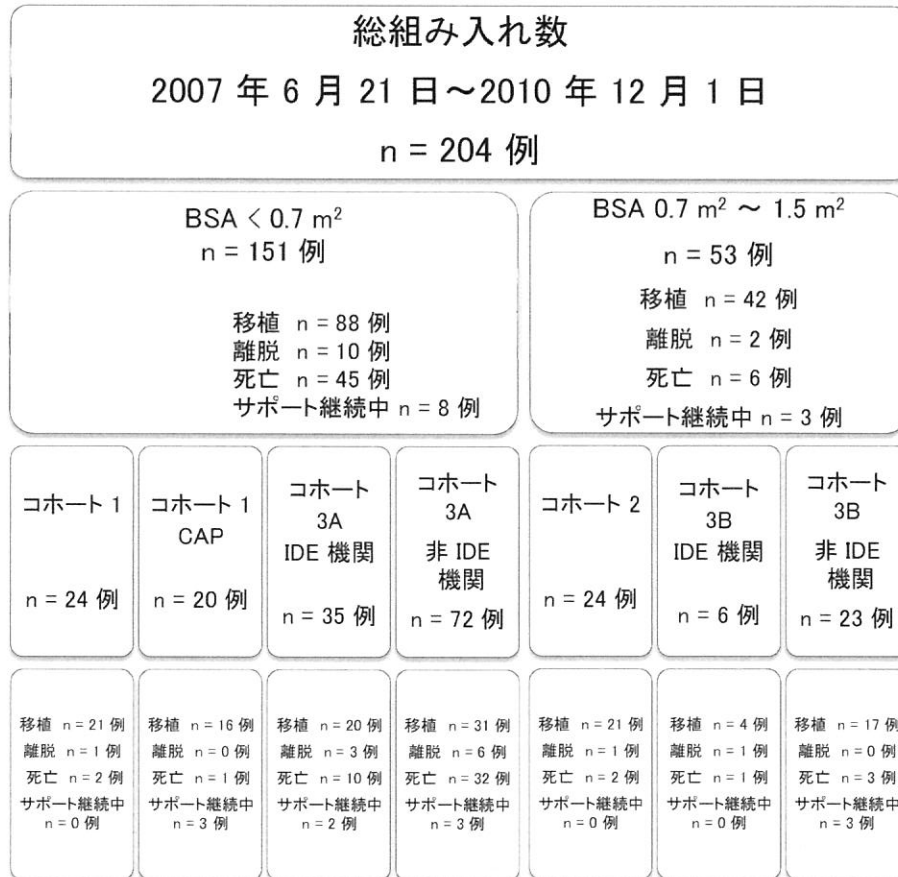 総組み入れ数
2007 年 6 月 21 日～2010 年 12 月 1 日
n = 204 例
BSA < 0.7 m²
n = 151 例
移植 n = 88 例
離脱 n = 10 例
死亡 n = 45 例
サポート継続中 n = 8 例
BSA 0.7 m² ～ 1.5 m²
n = 53 例
移植 n = 42 例
離脱 n = 2 例
死亡 n = 6 例
サポート継続中 n = 3 例
コホート 1
n = 24 例
コホート 1
CAP
n = 20 例
コホート
3A
IDE 機関
n = 35 例
コホート
3A
非 IDE
機関
n = 72 例
コホート 2
n = 24 例
コホート
3B
IDE 機関
n = 6 例
コホート
3B
非 IDE
機関
n = 23 例
移植 n = 21 例
離脱 n = 1 例
死亡 n = 2 例
サポート継続中
n = 0 例
移植 n = 16 例
離脱 n = 0 例
死亡 n = 1 例
サポート継続中
n = 3 例
移植 n = 20 例
離脱 n = 3 例
死亡 n = 10 例
サポート継続中
n = 2 例
移植 n = 31 例
離脱 n = 6 例
死亡 n = 32 例
サポート継続中
n = 3 例
移植 n = 21 例
離脱 n = 1 例
死亡 n = 2 例
サポート継続中
n = 0 例
移植 n = 4 例
離脱 n = 1 例
死亡 n = 1 例
サポート継続中
n = 0 例
移植 n = 17 例
離脱 n = 0 例
死亡 n = 3 例
サポート継続中
n = 3 例